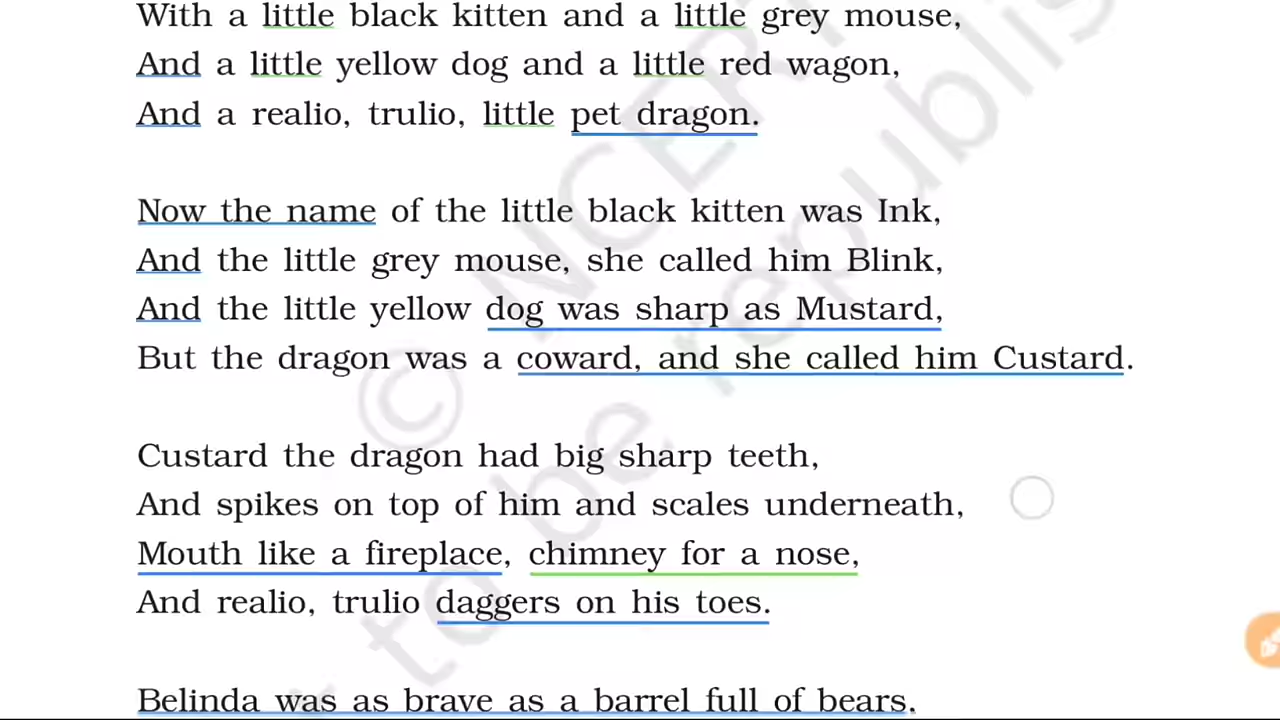 With a little black kitten and a little grey mouse,
And a little yellow dog and a little red wagon,
And a realio, trulio, little pet dragon.
Now the name of the little black kitten was Ink,
And the little grey mouse, she called him Blink,
And the little yellow dog was sharp as Mustard,
But the dragon was a coward, and she called him Custard.
Custard the dragon had big sharp teeth,
And spikes on top of him and scales underneath,
Mouth like a fireplace, chimney for a nose,
And realio, trulio daggers on his toes.
Belinda was as brave as a barrel full of bears.
© NCERT
to be republis